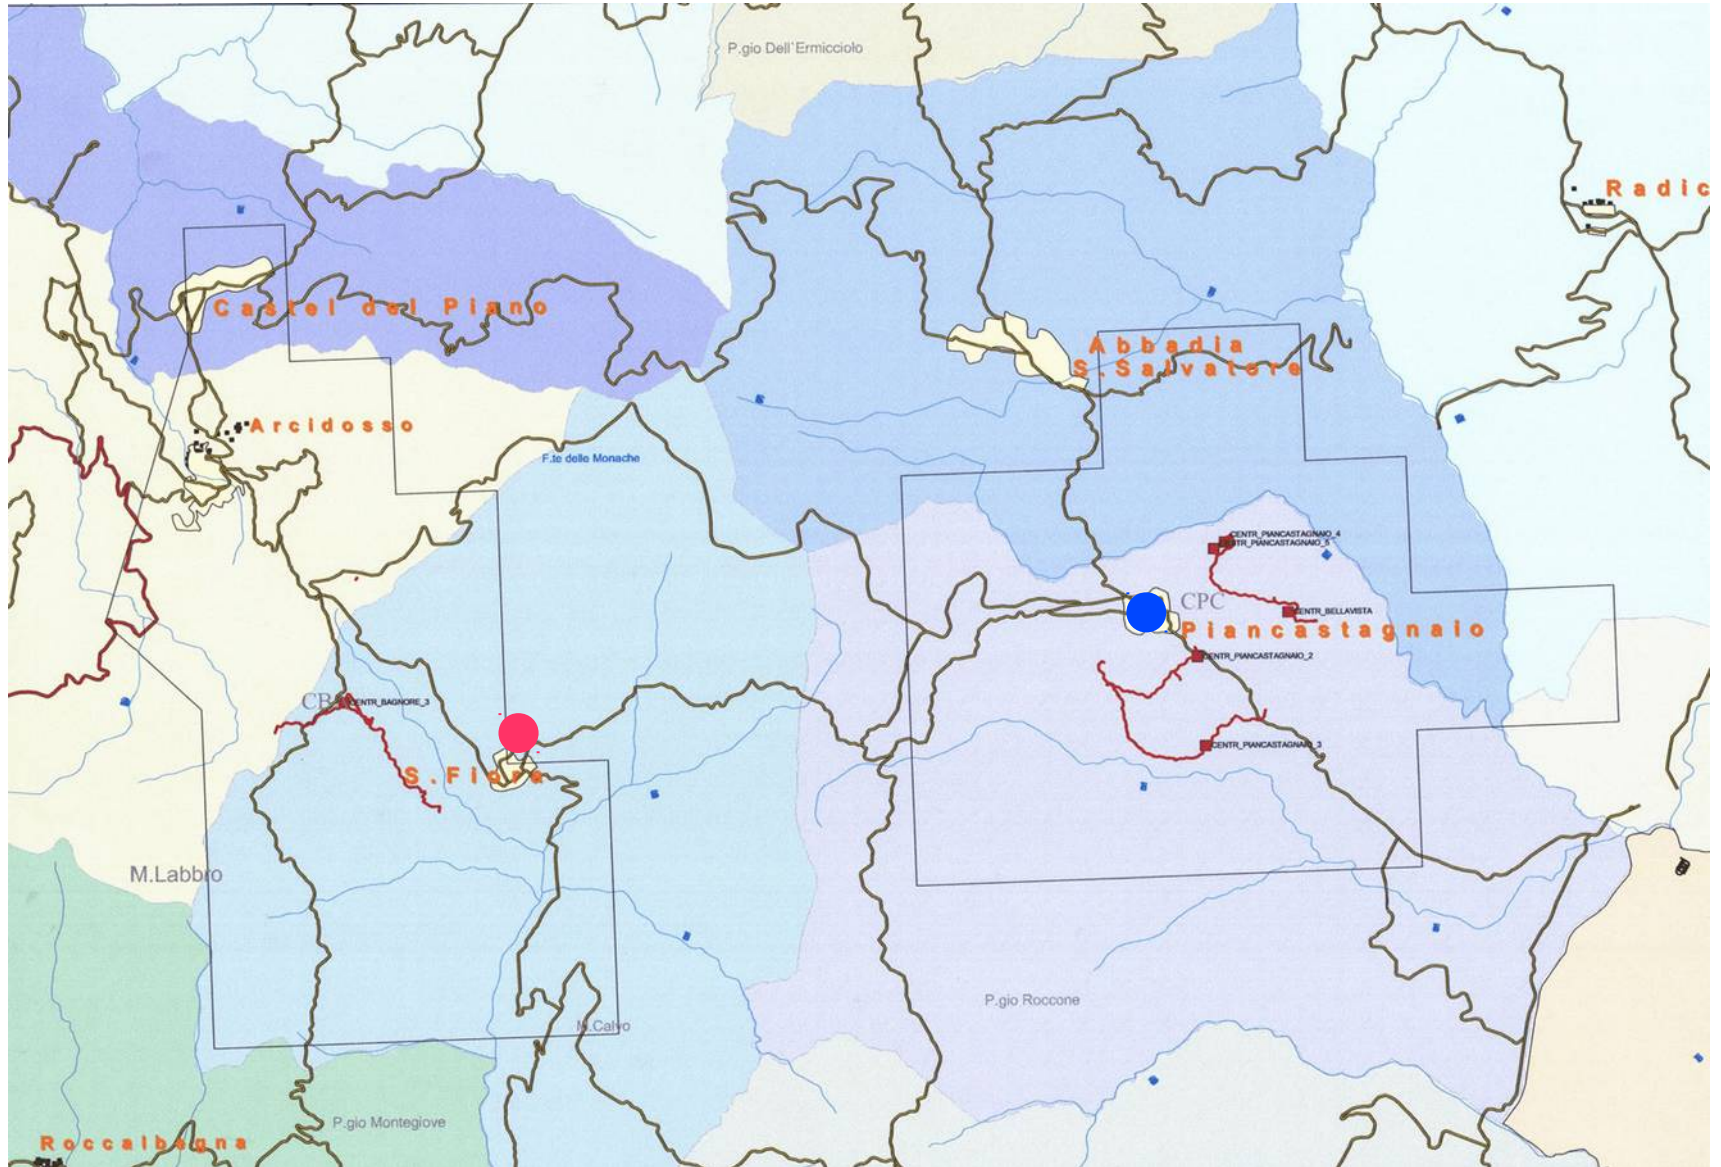 P.gio Dell'Ermicciolo
Radic
Castel del Piano
Abbadia
S.Salvatore
Arcidosso
F.te delle Monache
CENTR_PIANCASTAGNAIO_4
CENTR_PIANCASTAGNAIO_5
CPC
CENTR_BELLAVISTA
Piancastagnaio
CENTR_PIANCASTAGNAIO_2
CENTR_BAGNORE_3
CENTR_PIANCASTAGNAIO_3
S.Fiora
M.Labbro
P.gio Roccone
M.Calvo
P.gio Montegiove
Roccalbegna